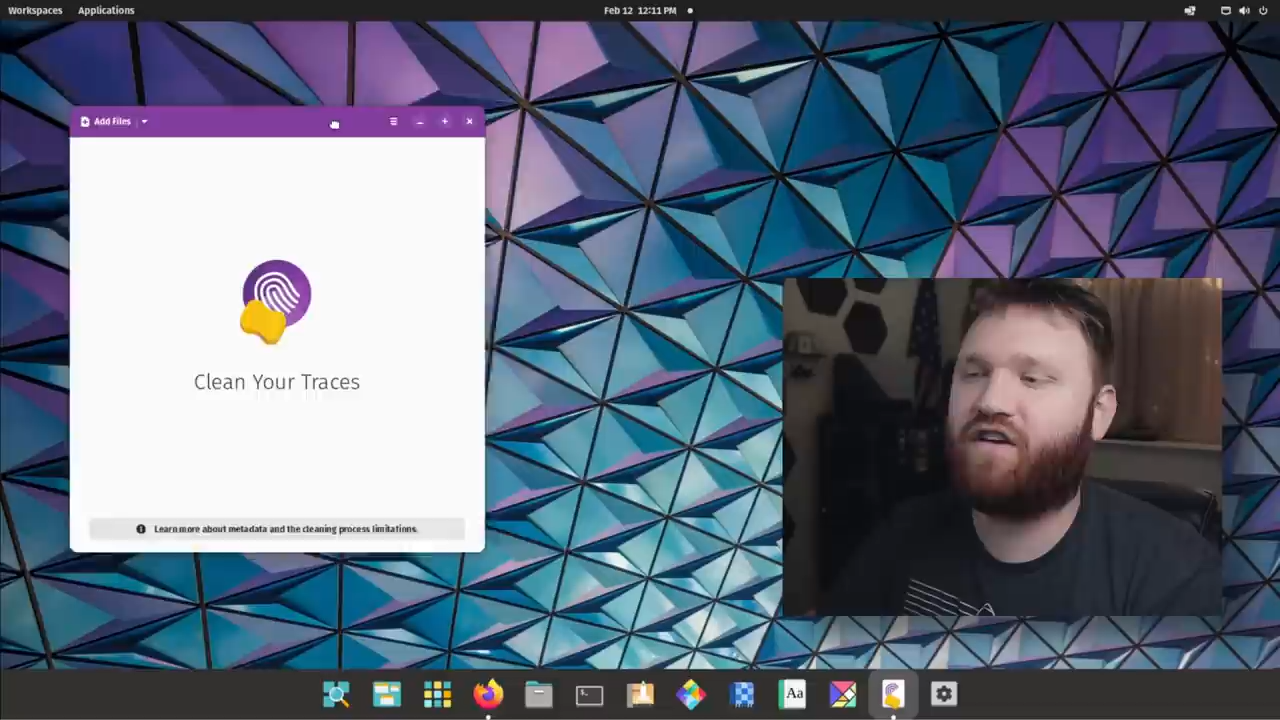 Workspaces Applications Feb 12 12:11 PM
Add Files
Clean Your Traces
Learn more about metadata and the cleaning process limitations.
Aa